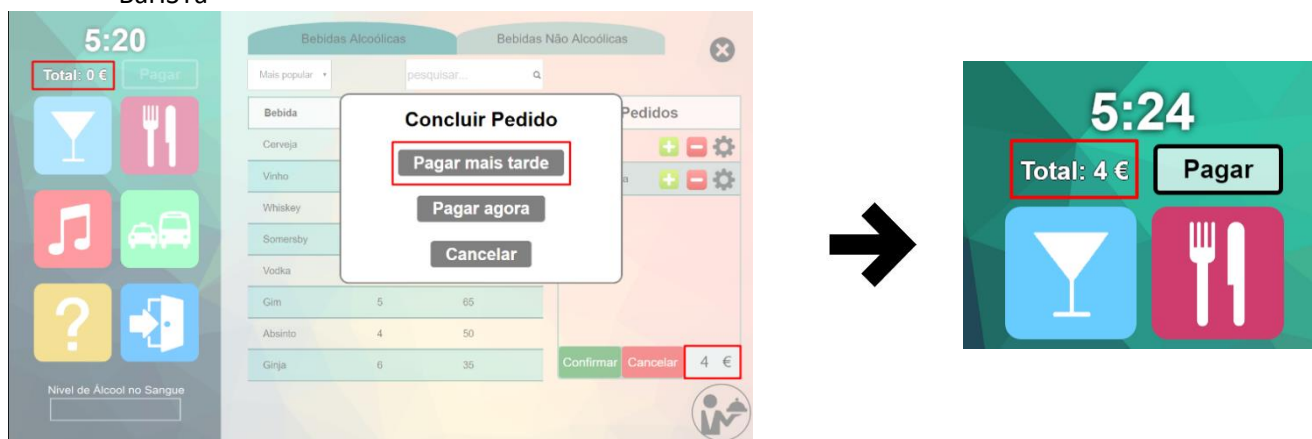 BarISTa
5:20
Total: 0 €
Pagar
Nivel de Álcool no Sangue
Bebidas Alcoólicas
Bebidas Não Alcoólicas
Mais popular
pesquisar...
Bebida
Cerveja
Vinho
Whiskey
Somersby
Vodka
Gim 5 65
Absinto 4 50
Ginja 6 35
Concluir Pedido
Pagar mais tarde
Pagar agora
Cancelar
Pedidos
Confirmar
Cancelar
4 €
5:24
Total: 4 €
Pagar